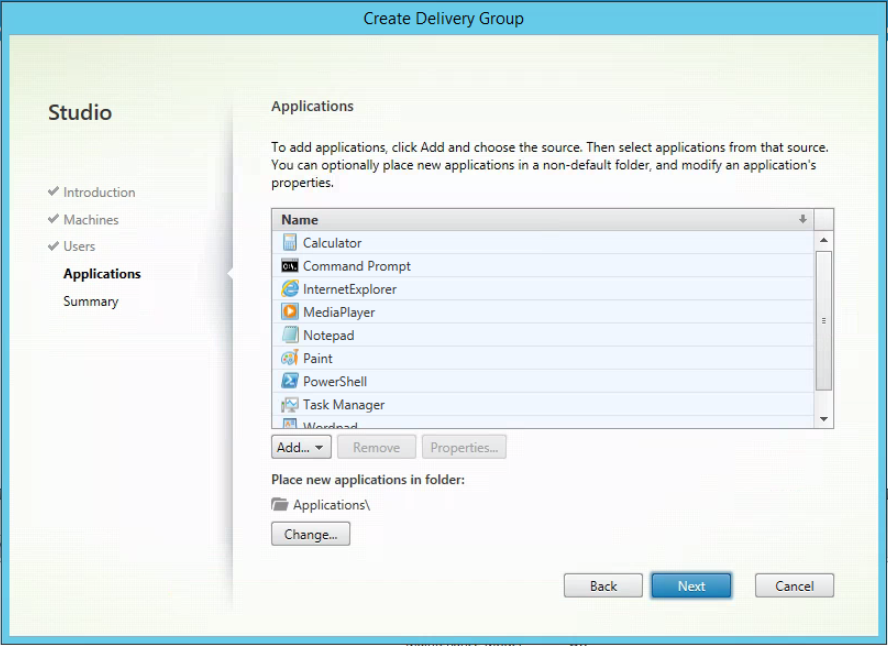 Create Delivery Group
Studio
Introduction
Machines
Users
Applications
Summary
Applications
To add applications, click Add and choose the source. Then select applications from that source.
You can optionally place new applications in a non-default folder, and modify an application's
properties.
Name
Calculator
Command Prompt
InternetExplorer
MediaPlayer
Notepad
Paint
PowerShell
Task Manager
Wordpad
Add...
Remove
Properties...
Place new applications in folder:
Applications\
Change...
Back
Next
Cancel